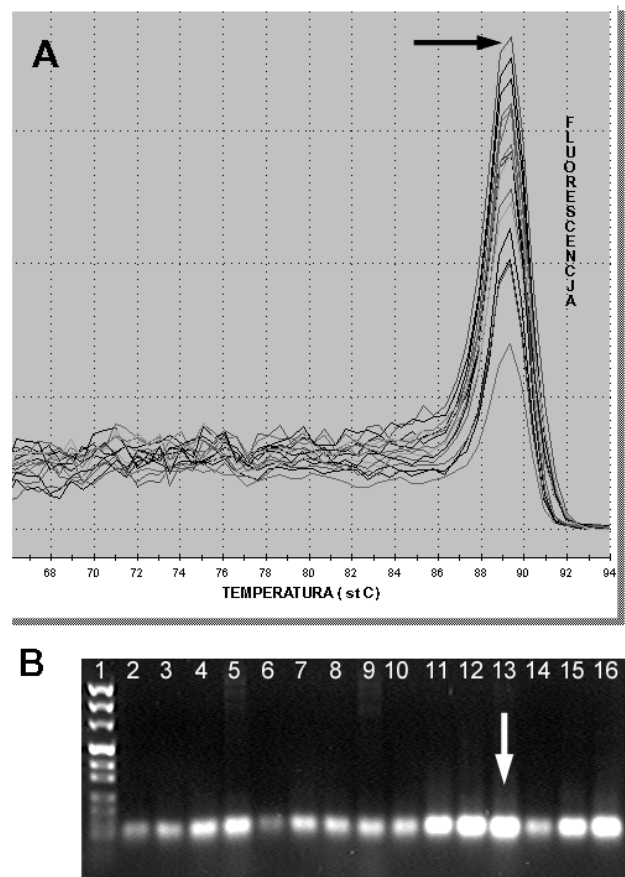 A
FLUORESCENCJA
68 70 72 74 76 78 80 82 84 86 88 90 92 94
TEMPERATURA ( st C)
B
1 2 3 4 5 6 7 8 9 10 11 12 13 14 15 16